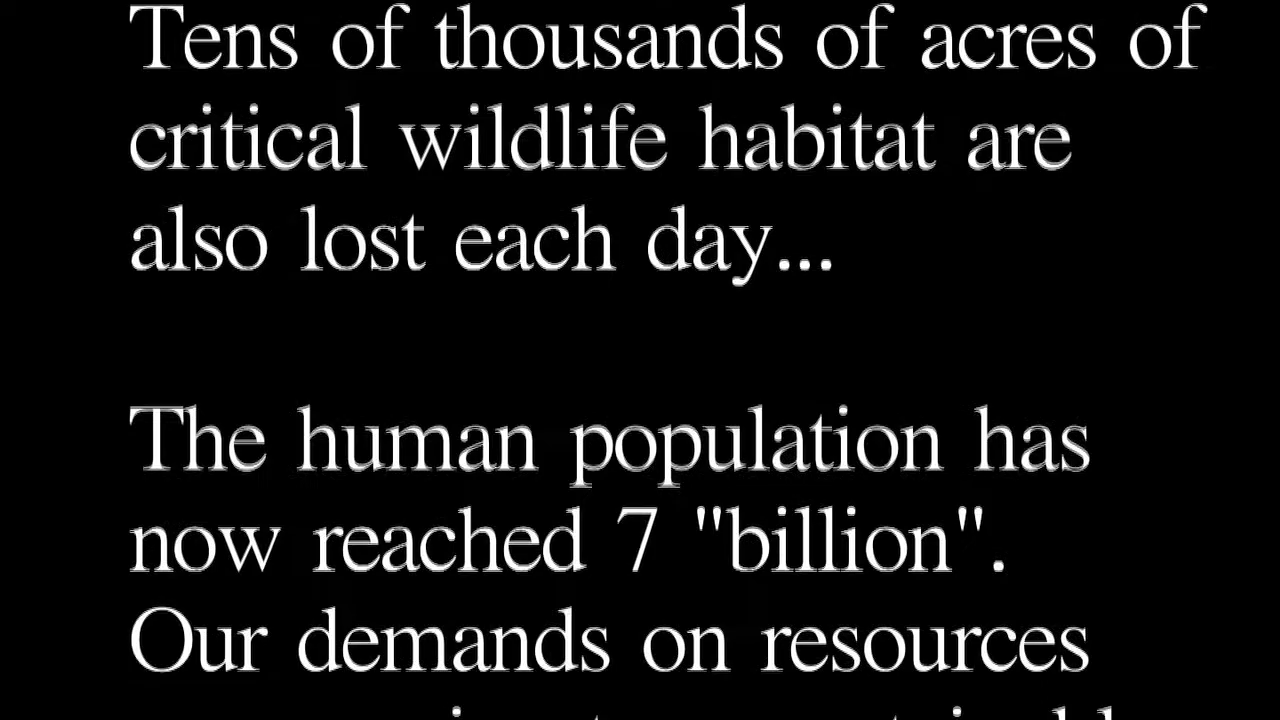 Tens of thousands of acres of
critical wildlife habitat are
also lost each day...
The human population has
now reached 7 "billion".
Our demands on resources